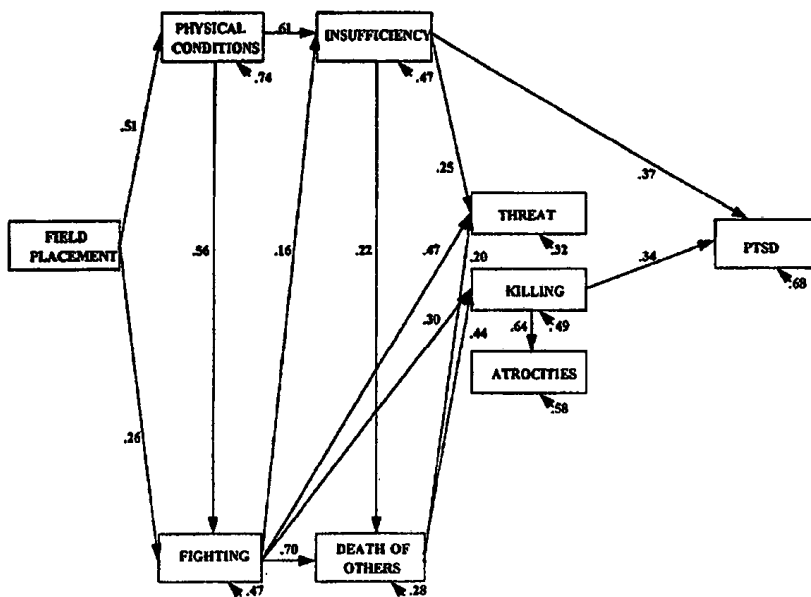 PHYSICAL
CONDITIONS
.61
INSUFFICIENCY
.74
.47
.51
.25
.37
FIELD
PLACEMENT
.56
.16
.22
.47
.20
THREAT
.32
.34
PTSD
.68
KILLING
.30
.44
.64
.49
ATROCITIES
.58
.26
FIGHTING
.70
DEATH OF
OTHERS
.47
.28